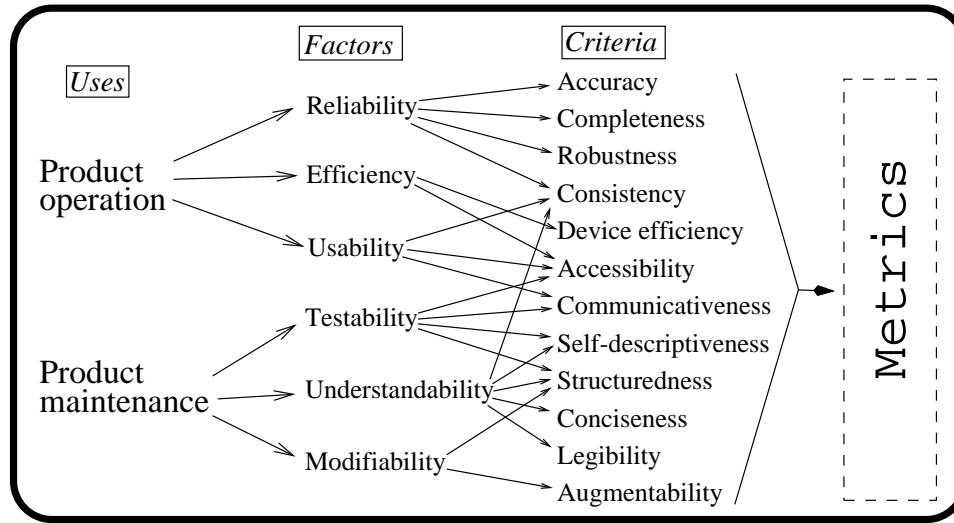 Uses
Factors
Criteria
Product
operation
Product
maintenance
Reliability
Efficiency
Usability
Testability
Understandability
Modifiability
Accuracy
Completeness
Robustness
Consistency
Device efficiency
Accessibility
Communicativeness
Self-descriptiveness
Structuredness
Conciseness
Legibility
Augmentability
Metrics